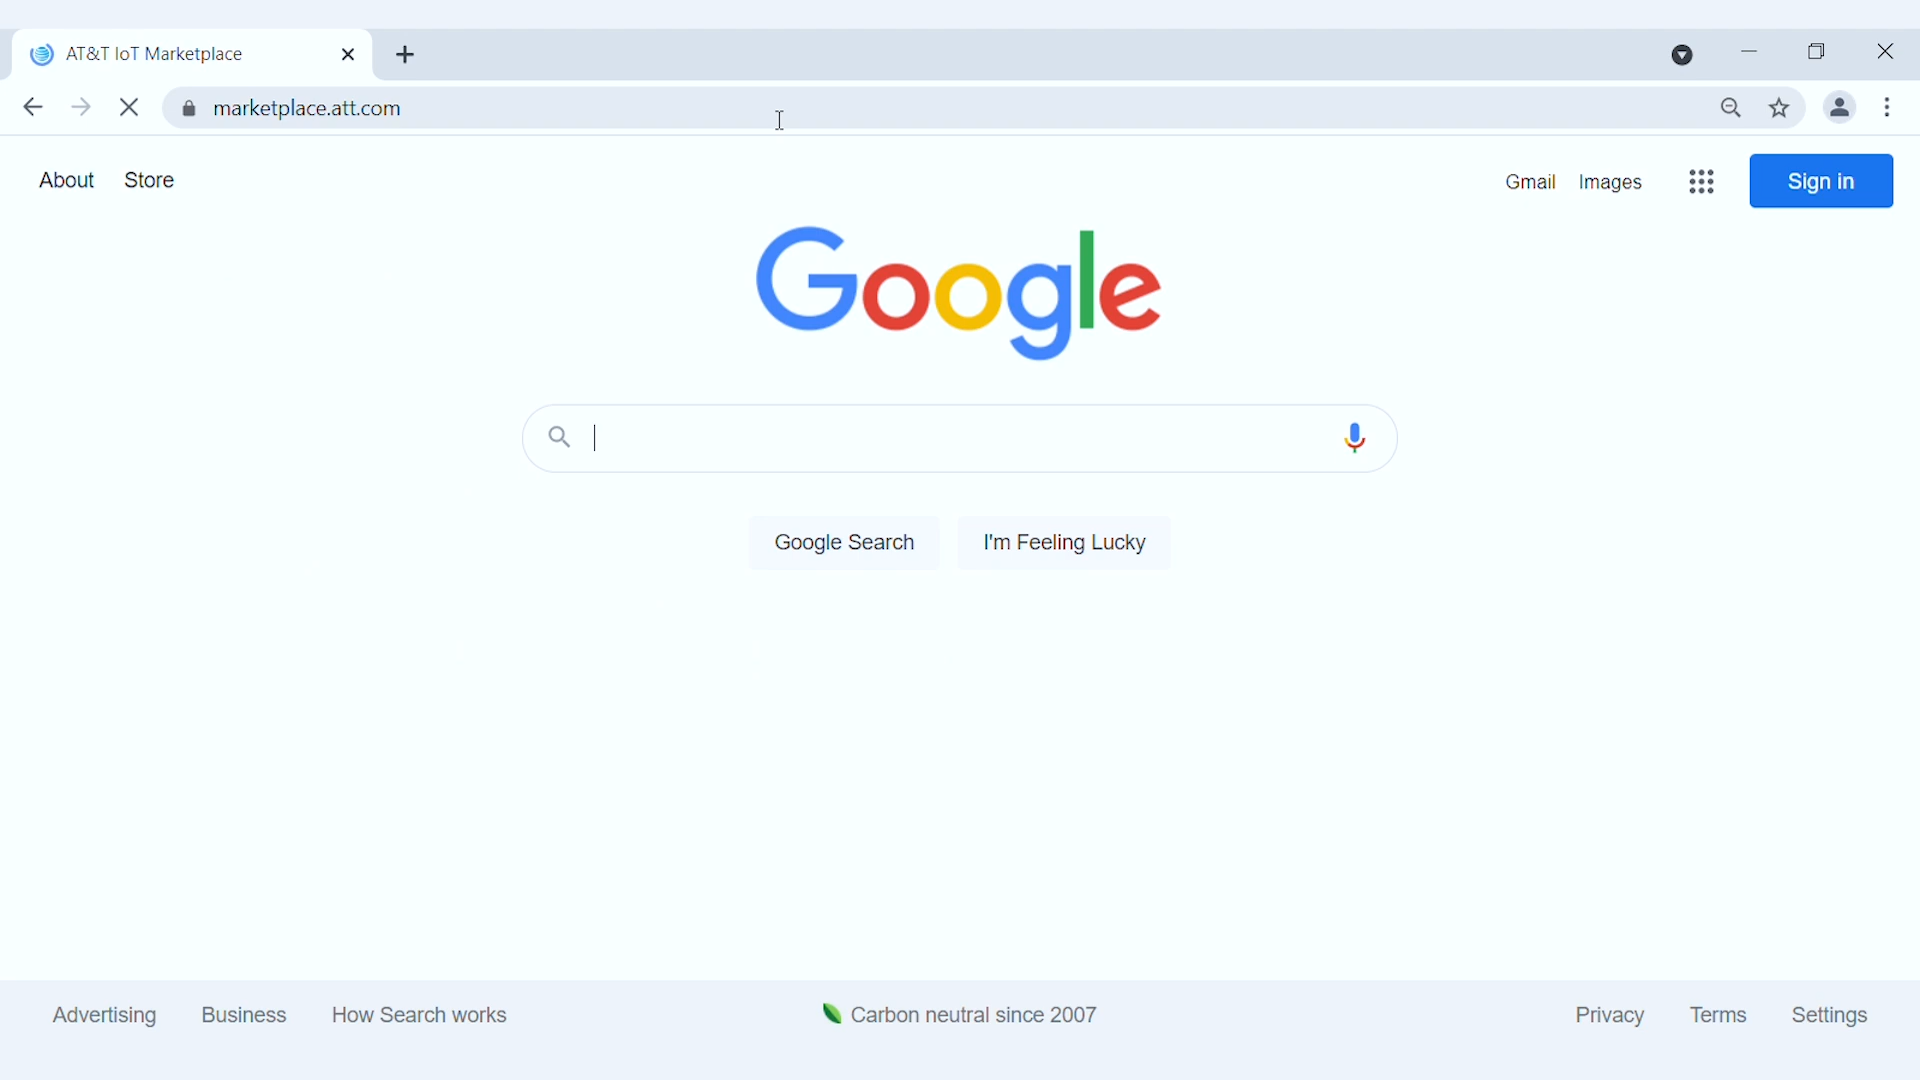 AT&T IoT Marketplace
marketplace.att.com
About Store Gmail Images Sign in
Google
Google Search I'm Feeling Lucky
Advertising Business How Search works Carbon neutral since 2007 Privacy Terms Settings